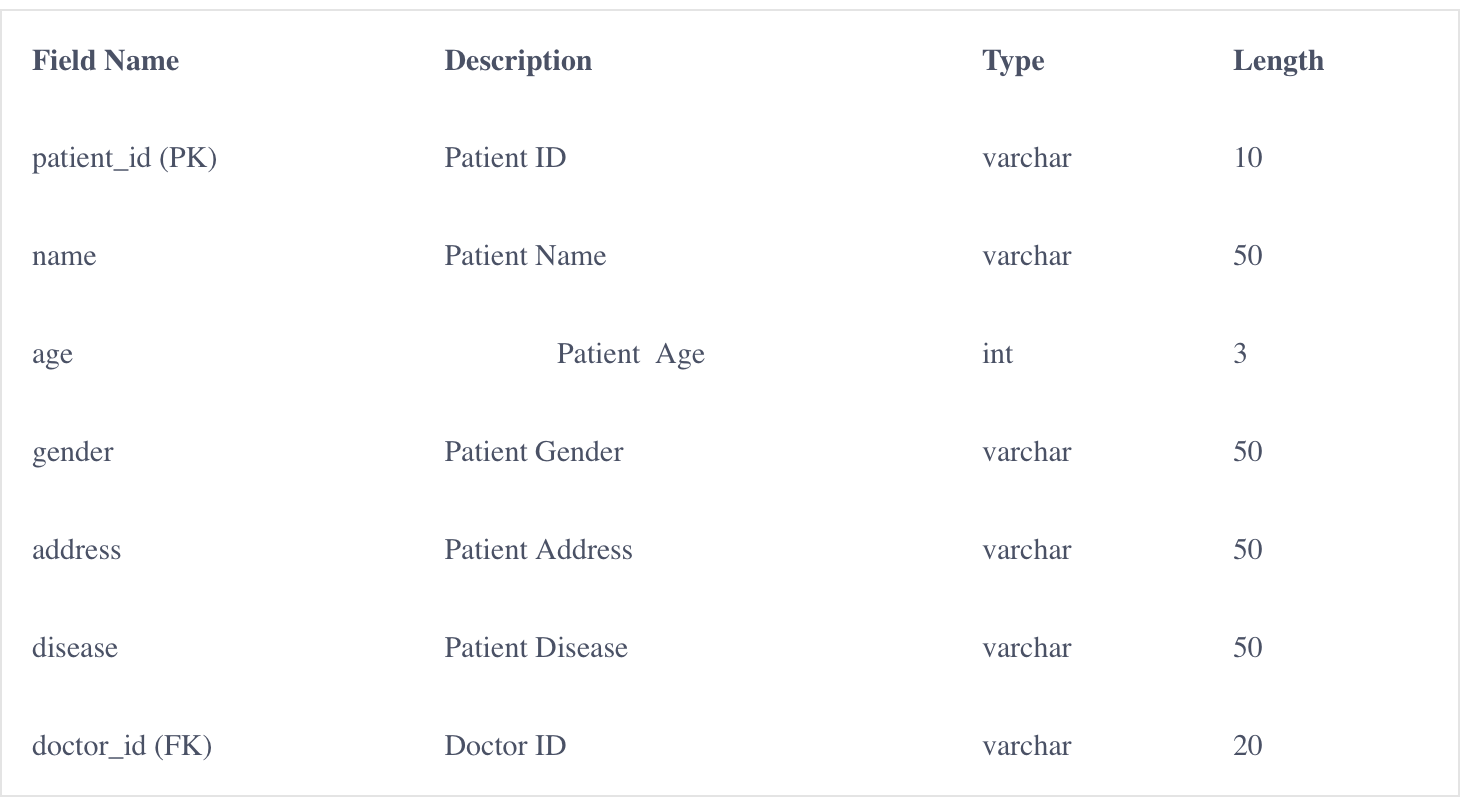 Field Name Description Type Length
patient_id (PK) Patient ID varchar 10
name Patient Name varchar 50
age Patient Age int 3
gender Patient Gender varchar 50
address Patient Address varchar 50
disease Patient Disease varchar 50
doctor_id (FK) Doctor ID varchar 20